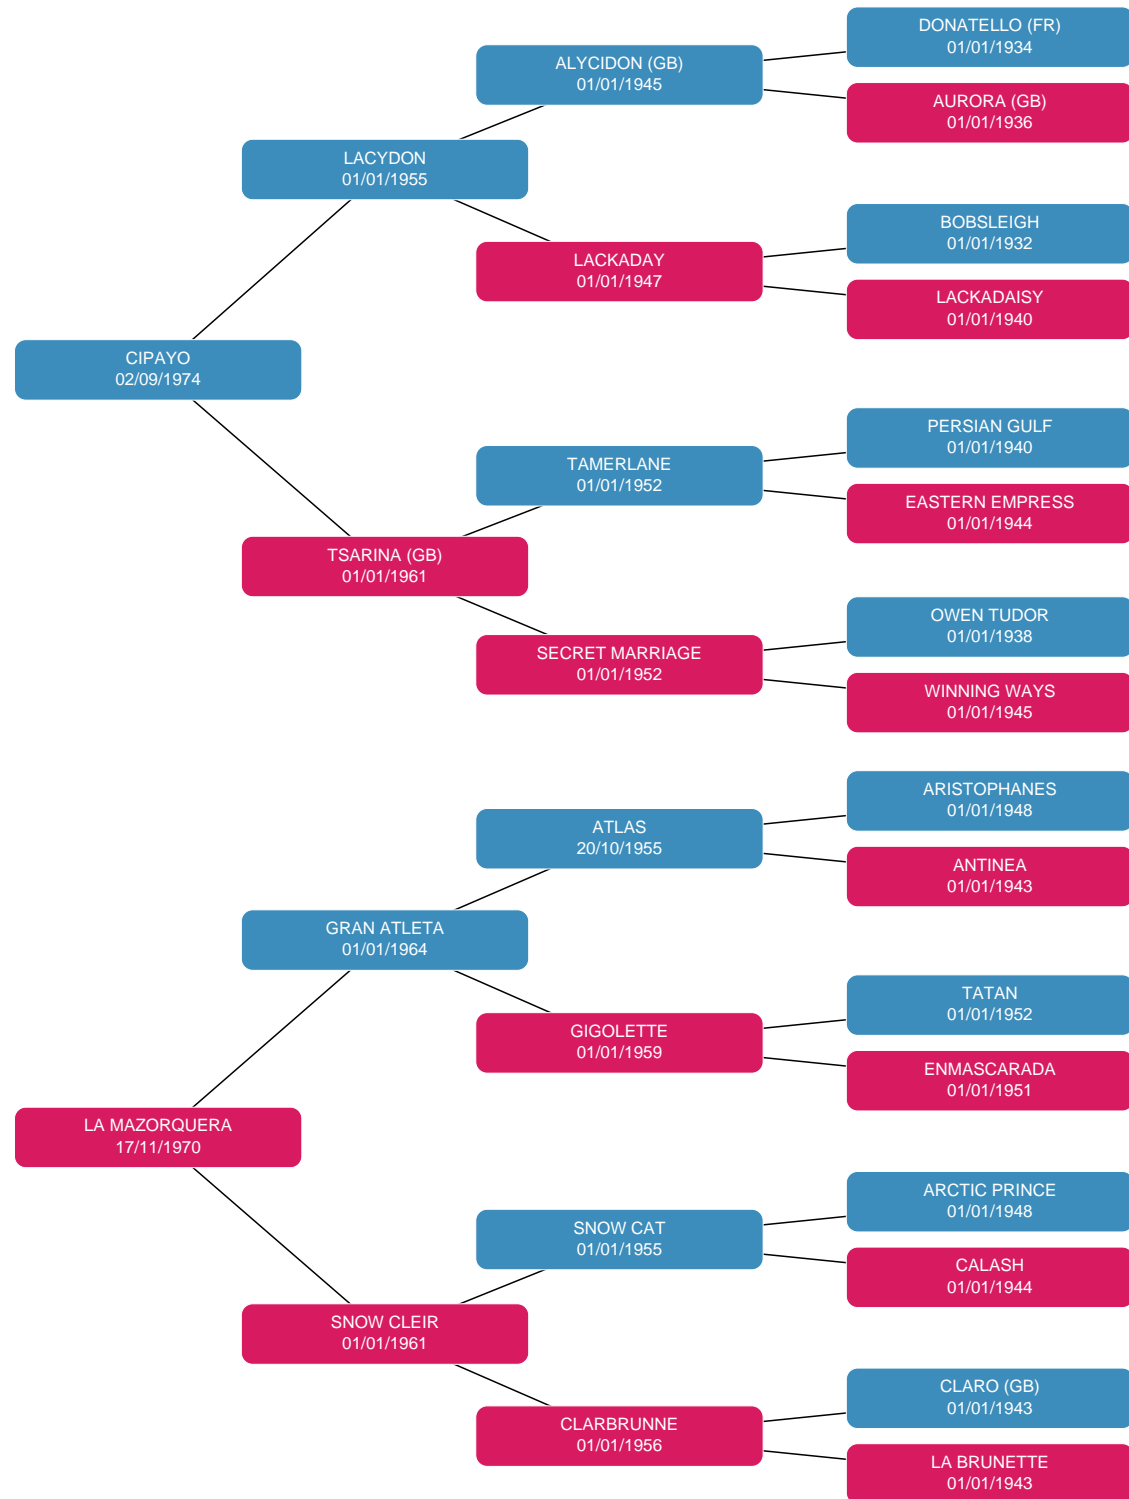 DONATELLO (FR)
01/01/1934
ALYCIDON (GB)
01/01/1945
AURORA (GB)
01/01/1936
LACYDON
01/01/1955
BOBSLEIGH
01/01/1932
LACKADAY
01/01/1947
LACKADAISY
01/01/1940
CIPAYO
02/09/1974
PERSIAN GULF
01/01/1940
TAMERLANE
01/01/1952
EASTERN EMPRESS
01/01/1944
TSARINA (GB)
01/01/1961
OWEN TUDOR
01/01/1938
SECRET MARRIAGE
01/01/1952
WINNING WAYS
01/01/1945
ARISTOPHANES
01/01/1948
ATLAS
20/10/1955
ANTINEA
01/01/1943
GRAN ATLETA
01/01/1964
TATAN
01/01/1952
GIGOLETTE
01/01/1959
ENMASCARADA
01/01/1951
LA MAZORQUERA
17/11/1970
ARCTIC PRINCE
01/01/1948
SNOW CAT
01/01/1955
CALASH
01/01/1944
SNOW CLEIR
01/01/1961
CLARO (GB)
01/01/1943
CLARBRUNNE
01/01/1956
LA BRUNETTE
01/01/1943